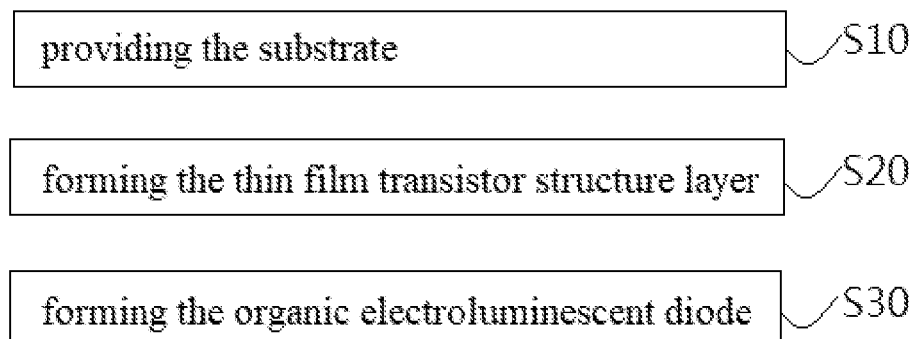 providing the substrate S10
forming the thin film transistor structure layer S20
forming the organic electroluminescent diode S30